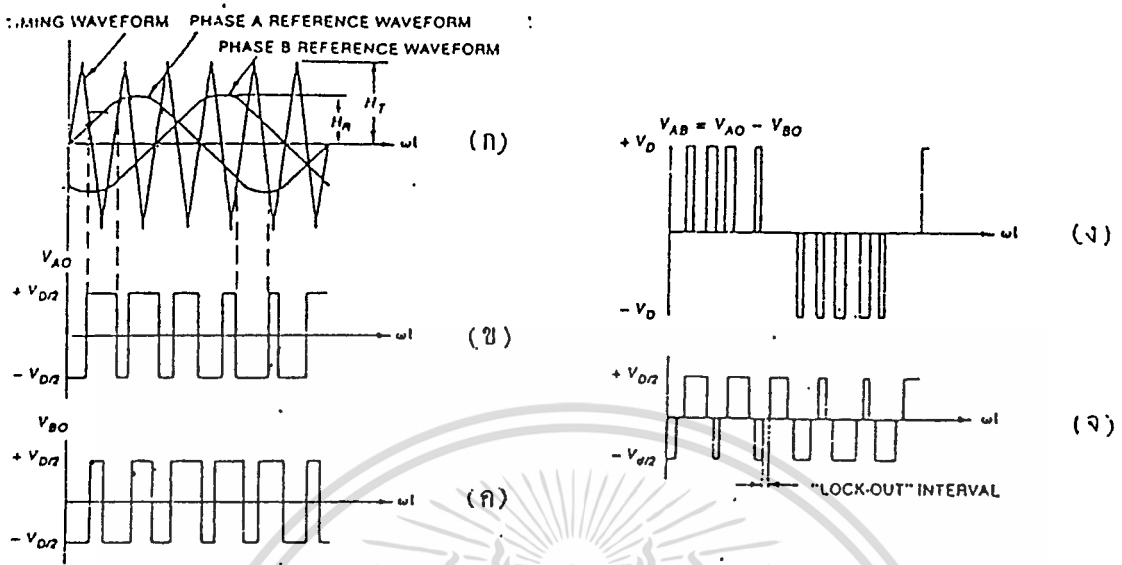 TIMING WAVEFORM
PHASE A REFERENCE WAVEFORM
PHASE B REFERENCE WAVEFORM
H_T
H_R
ωt
(ก)
V_AO
+ V_D/2
ωt
- V_D/2
(ข)
V_BO
+ V_D/2
ωt
- V_D/2
(ค)
V_AB = V_AO - V_BO
+ V_D
ωt
- V_D
(ง)
+ V_D/2
ωt
- V_d/2
"LOCK-OUT" INTERVAL
(จ)